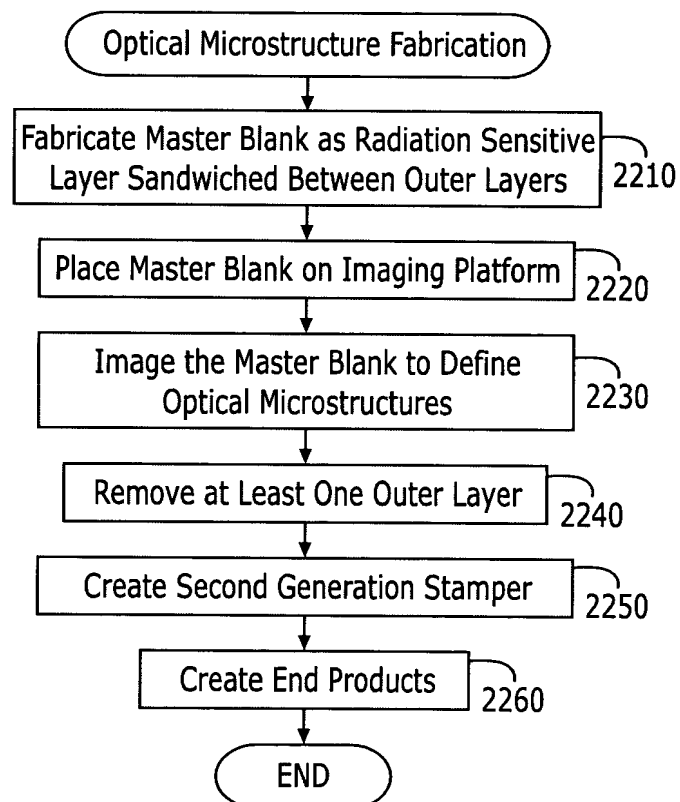 Optical Microstructure Fabrication
Fabricate Master Blank as Radiation Sensitive
Layer Sandwiched Between Outer Layers
2210
Place Master Blank on Imaging Platform
2220
Image the Master Blank to Define
Optical Microstructures
2230
Remove at Least One Outer Layer
2240
Create Second Generation Stamper
2250
Create End Products
2260
END